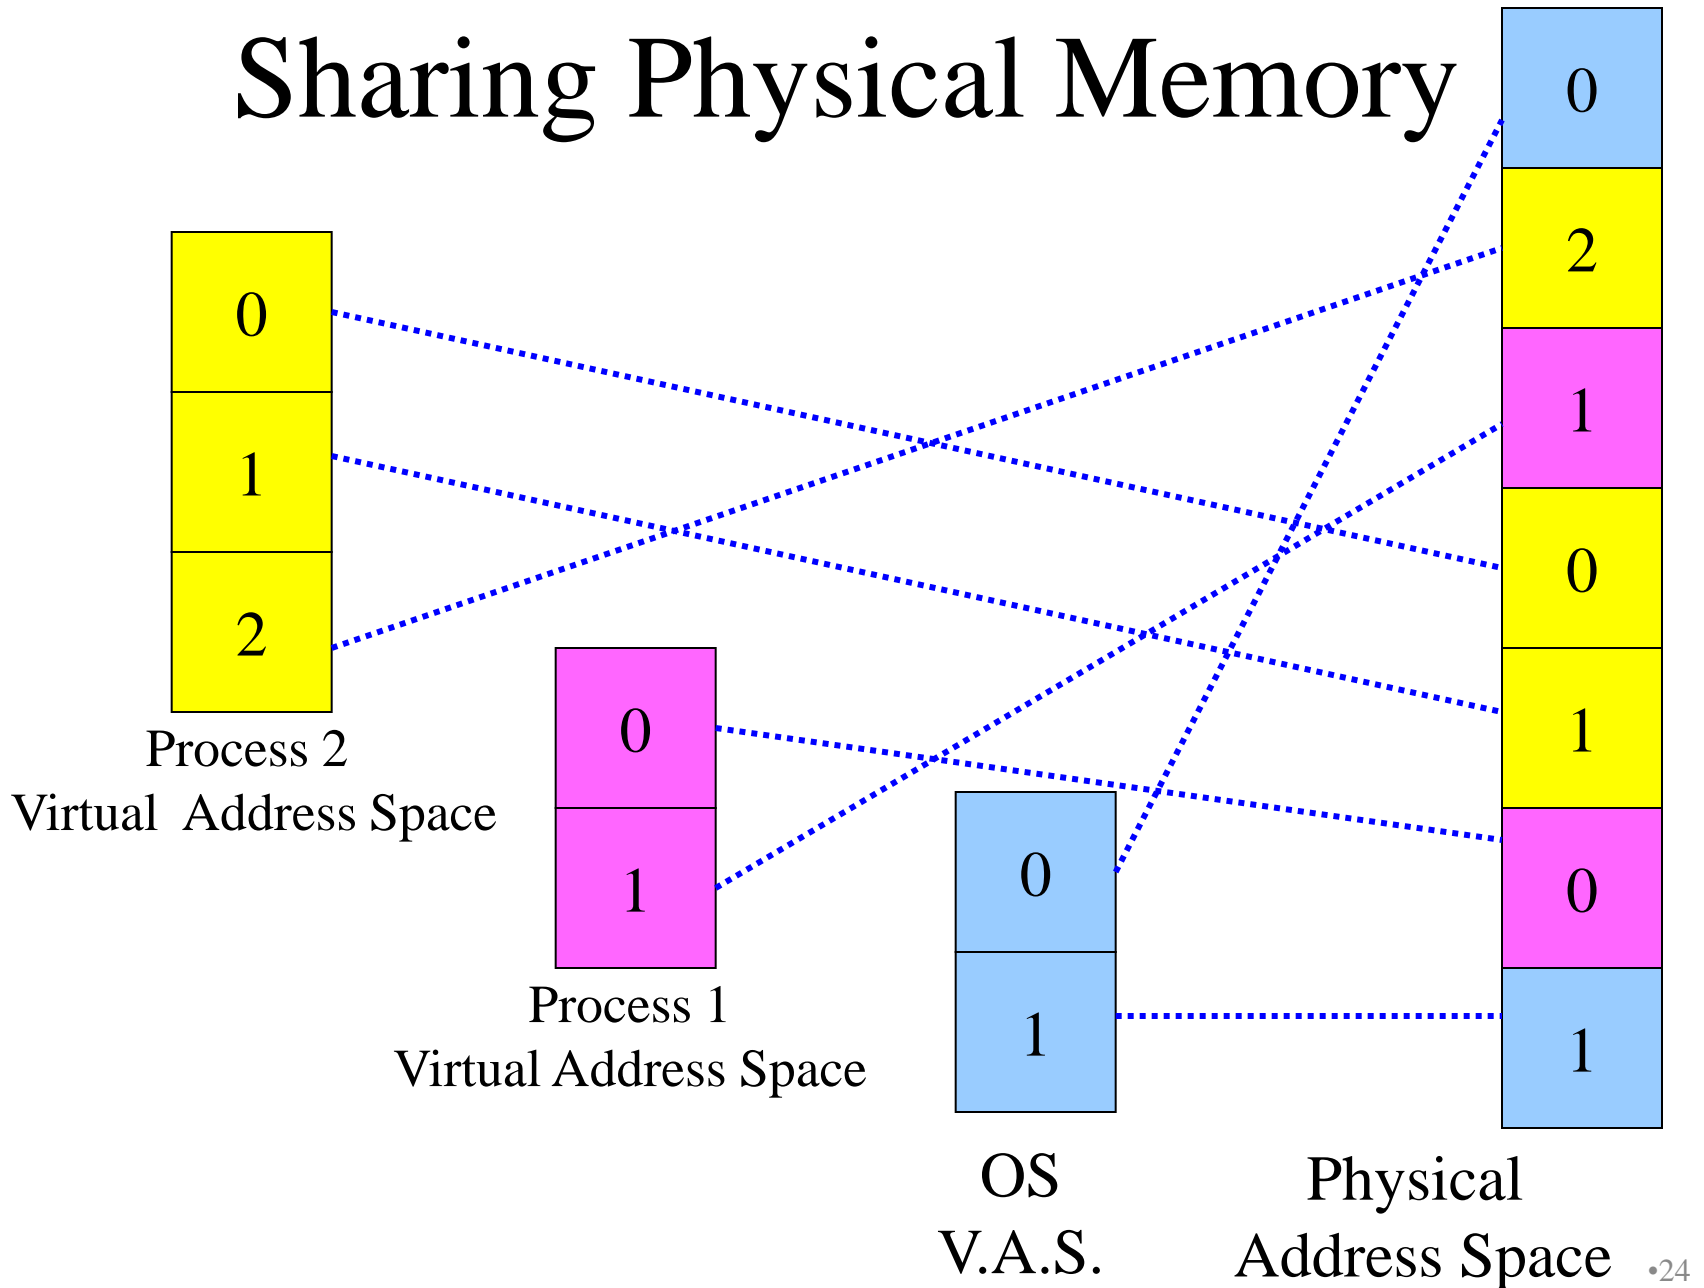 Sharing Physical Memory
0
1
2
Process 2
Virtual  Address Space
0
1
Process 1
Virtual Address Space
0
1
OS
V.A.S.
0
2
1
0
1
0
1
Physical
Address Space
•24